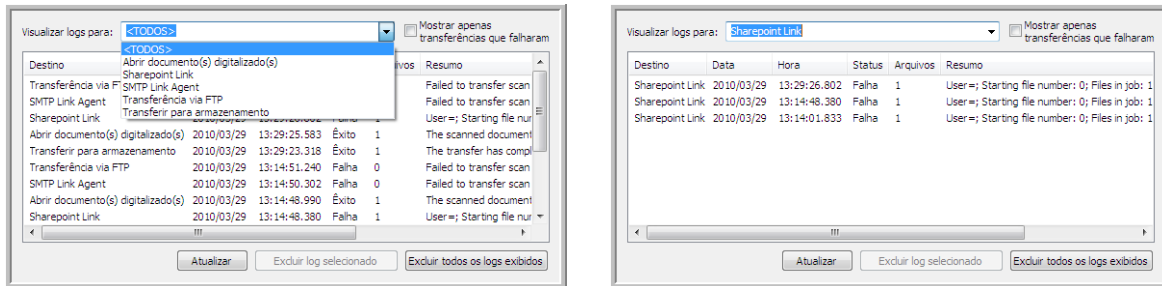 Visualizar logs para: <TODOS> Mostrar apenas transferências que falharam
<TODOS>
Abrir documento(s) digitalizado(s)
Sharepoint Link
SMTP Link Agent
Transferência via FTP
Transferir para armazenamento
Destino Resumo
Transferência via F Failed to transfer scan
SMTP Link Agent Failed to transfer scan
Sharepoint Link 1 User=; Starting file nur
Abrir documento(s) digitalizado(s) 2010/03/29 13:29:25.583 Êxito 1 The scanned document
Transferir para armazenamento 2010/03/29 13:29:23.318 Êxito 1 The transfer has compl
Transferência via FTP 2010/03/29 13:14:51.240 Falha 0 Failed to transfer scan
SMTP Link Agent 2010/03/29 13:14:50.302 Falha 0 Failed to transfer scan
Abrir documento(s) digitalizado(s) 2010/03/29 13:14:48.990 Êxito 1 The scanned document
Sharepoint Link 2010/03/29 13:14:48.380 Falha 1 User=; Starting file nur
Atualizar Excluir log selecionado Excluir todos os logs exibidos
Visualizar logs para: Sharepoint Link Mostrar apenas transferências que falharam
Destino Data Hora Status Arquivos Resumo
Sharepoint Link 2010/03/29 13:29:26.802 Falha 1 User=; Starting file number: 0; Files in job: 1
Sharepoint Link 2010/03/29 13:14:48.380 Falha 1 User=; Starting file number: 0; Files in job: 1
Sharepoint Link 2010/03/29 13:14:01.833 Falha 1 User=; Starting file number: 0; Files in job: 1
Atualizar Excluir log selecionado Excluir todos os logs exibidos